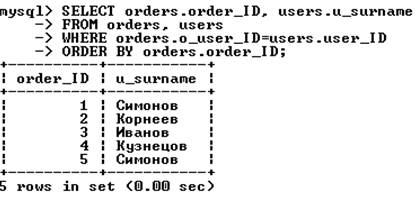 mysql> SELECT orders.order_ID, users.u_surname
-> FROM orders, users
-> WHERE orders.o_user_ID=users.user_ID
-> ORDER BY orders.order_ID;
+----------+-----------+
| order_ID | u_surname |
+----------+-----------+
| 1 | Симонов |
| 2 | Корнеев |
| 3 | Иванов |
| 4 | Кузнецов |
| 5 | Симонов |
+----------+-----------+
5 rows in set (0.00 sec)